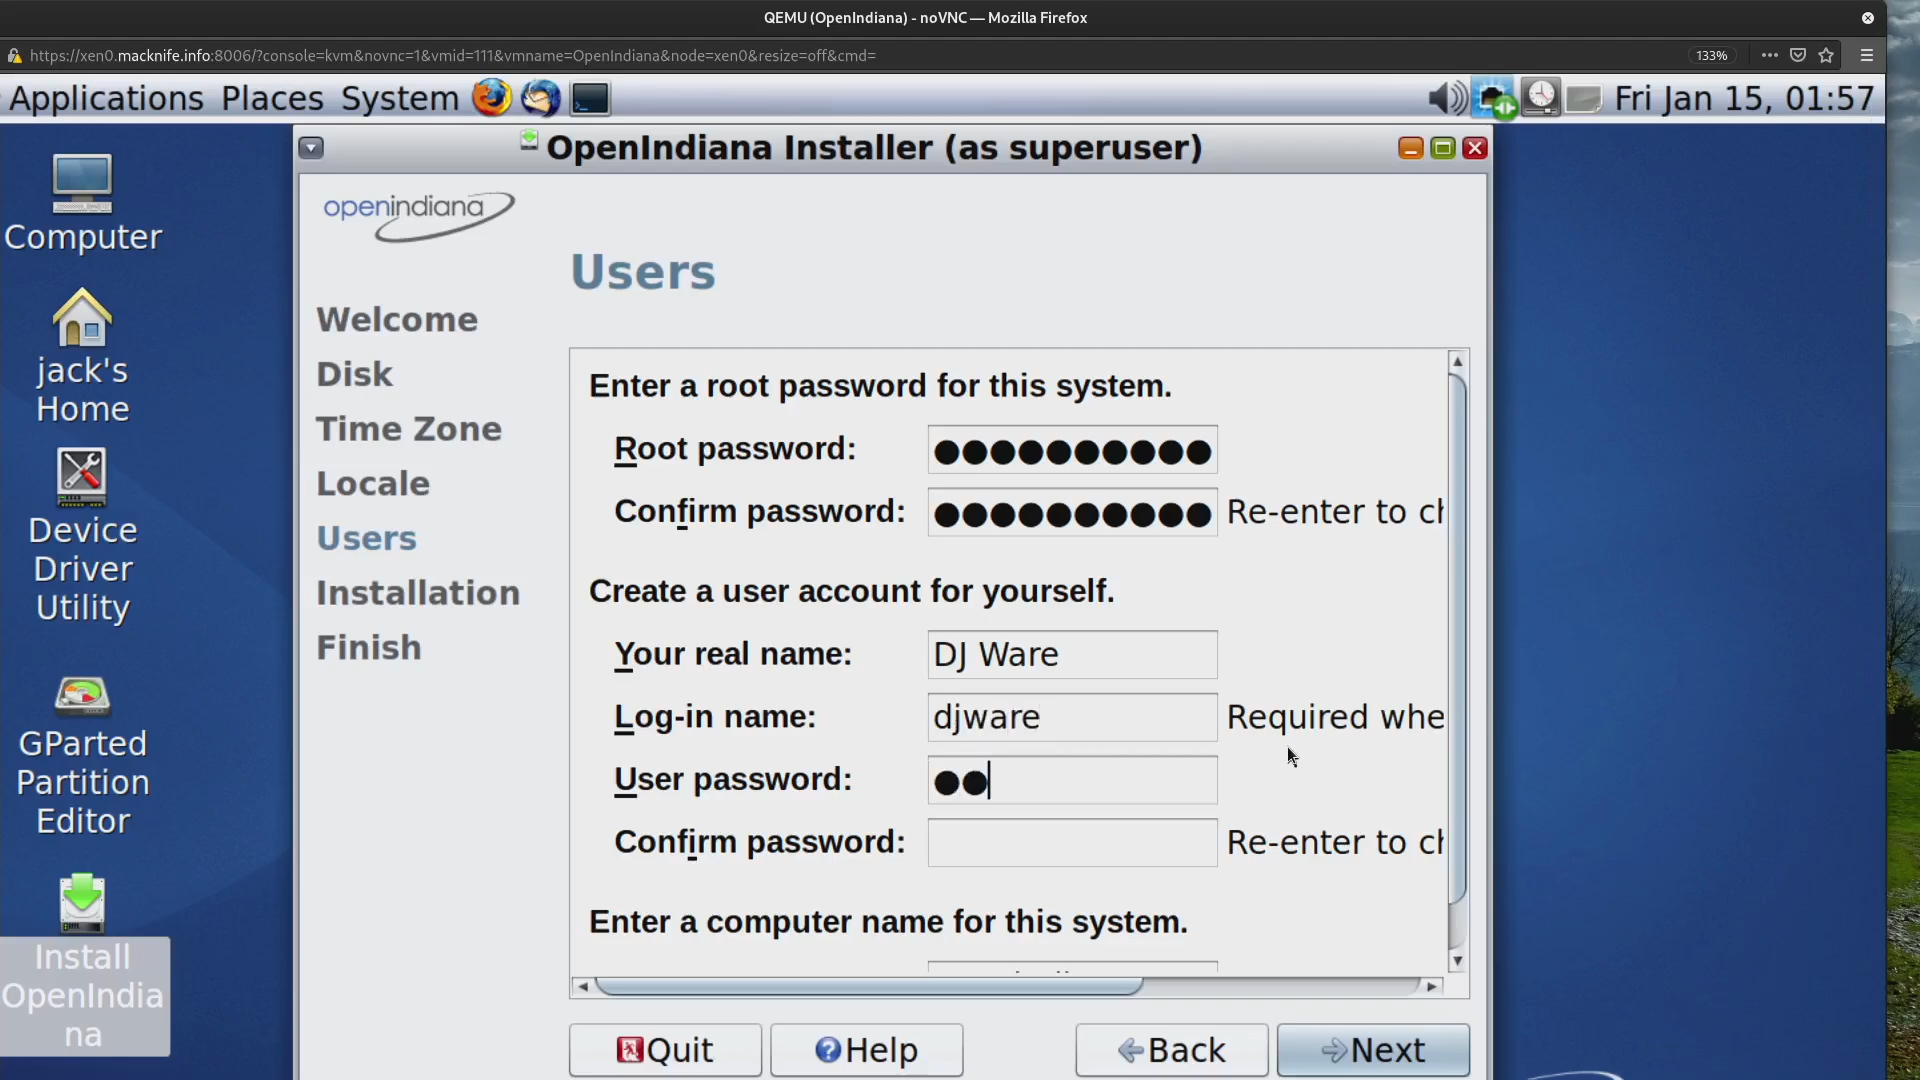 QEMU (OpenIndiana) - noVNC — Mozilla Firefox
https://xen0.macknife.info:8006/?console=kvm&novnc=1&vmid=111&vmname=OpenIndiana&node=xen0&resize=off&cmd=
133%
Applications Places System
Fri Jan 15, 01:57
OpenIndiana Installer (as superuser)
openindiana
Users
Welcome
Disk
Time Zone
Locale
Users
Installation
Finish
Enter a root password for this system.
Root password:
Confirm password:
Re-enter to ch
Create a user account for yourself.
Your real name:
DJ Ware
Log-in name:
djware
Required whe
User password:
Confirm password:
Re-enter to ch
Enter a computer name for this system.
Quit
Help
Back
Next
Computer
jack's
Home
Device
Driver
Utility
GParted
Partition
Editor
Install
OpenIndia
na